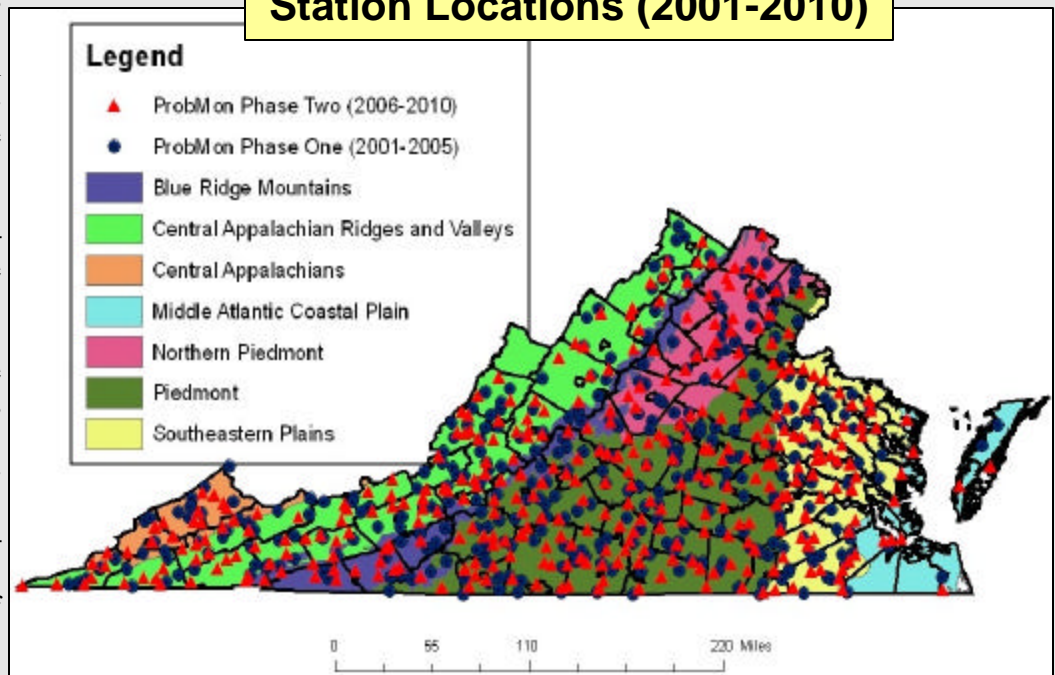 Station Locations (2001-2010)
Legend
ProbMon Phase Two (2006-2010)
ProbMon Phase One (2001-2005)
Blue Ridge Mountains
Central Appalachian Ridges and Valleys
Central Appalachians
Middle Atlantic Coastal Plain
Northern Piedmont
Piedmont
Southeastern Plains
0 55 110 220 Miles